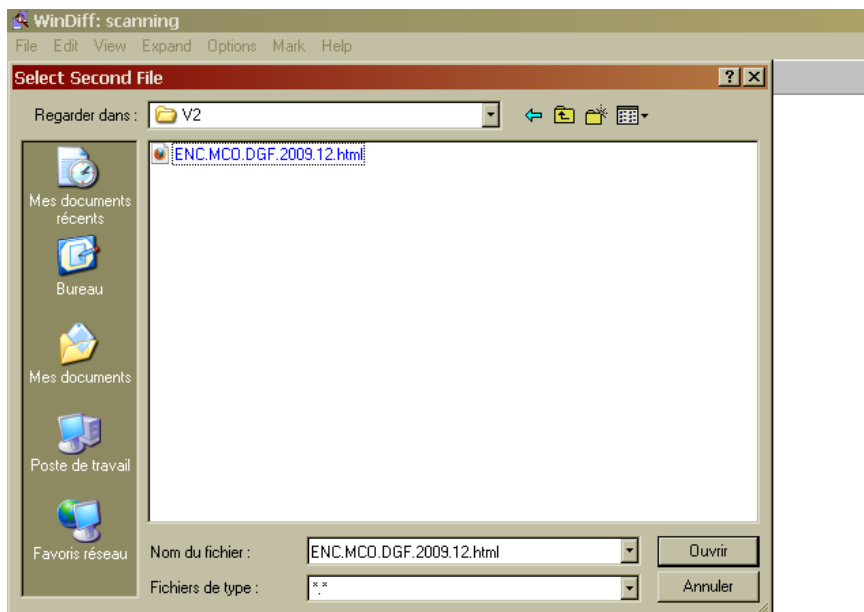 WinDiff: scanning
File Edit View Expand Options Mark Help
Select Second File
Regarder dans :
V2
ENC.MCO.DGF.2009.12.html
Mes documents
récents
Bureau
Mes documents
Poste de travail
Favoris réseau
Nom du fichier :
ENC.MCO.DGF.2009.12.html
Ouvrir
Fichiers de type :
*.*
Annuler